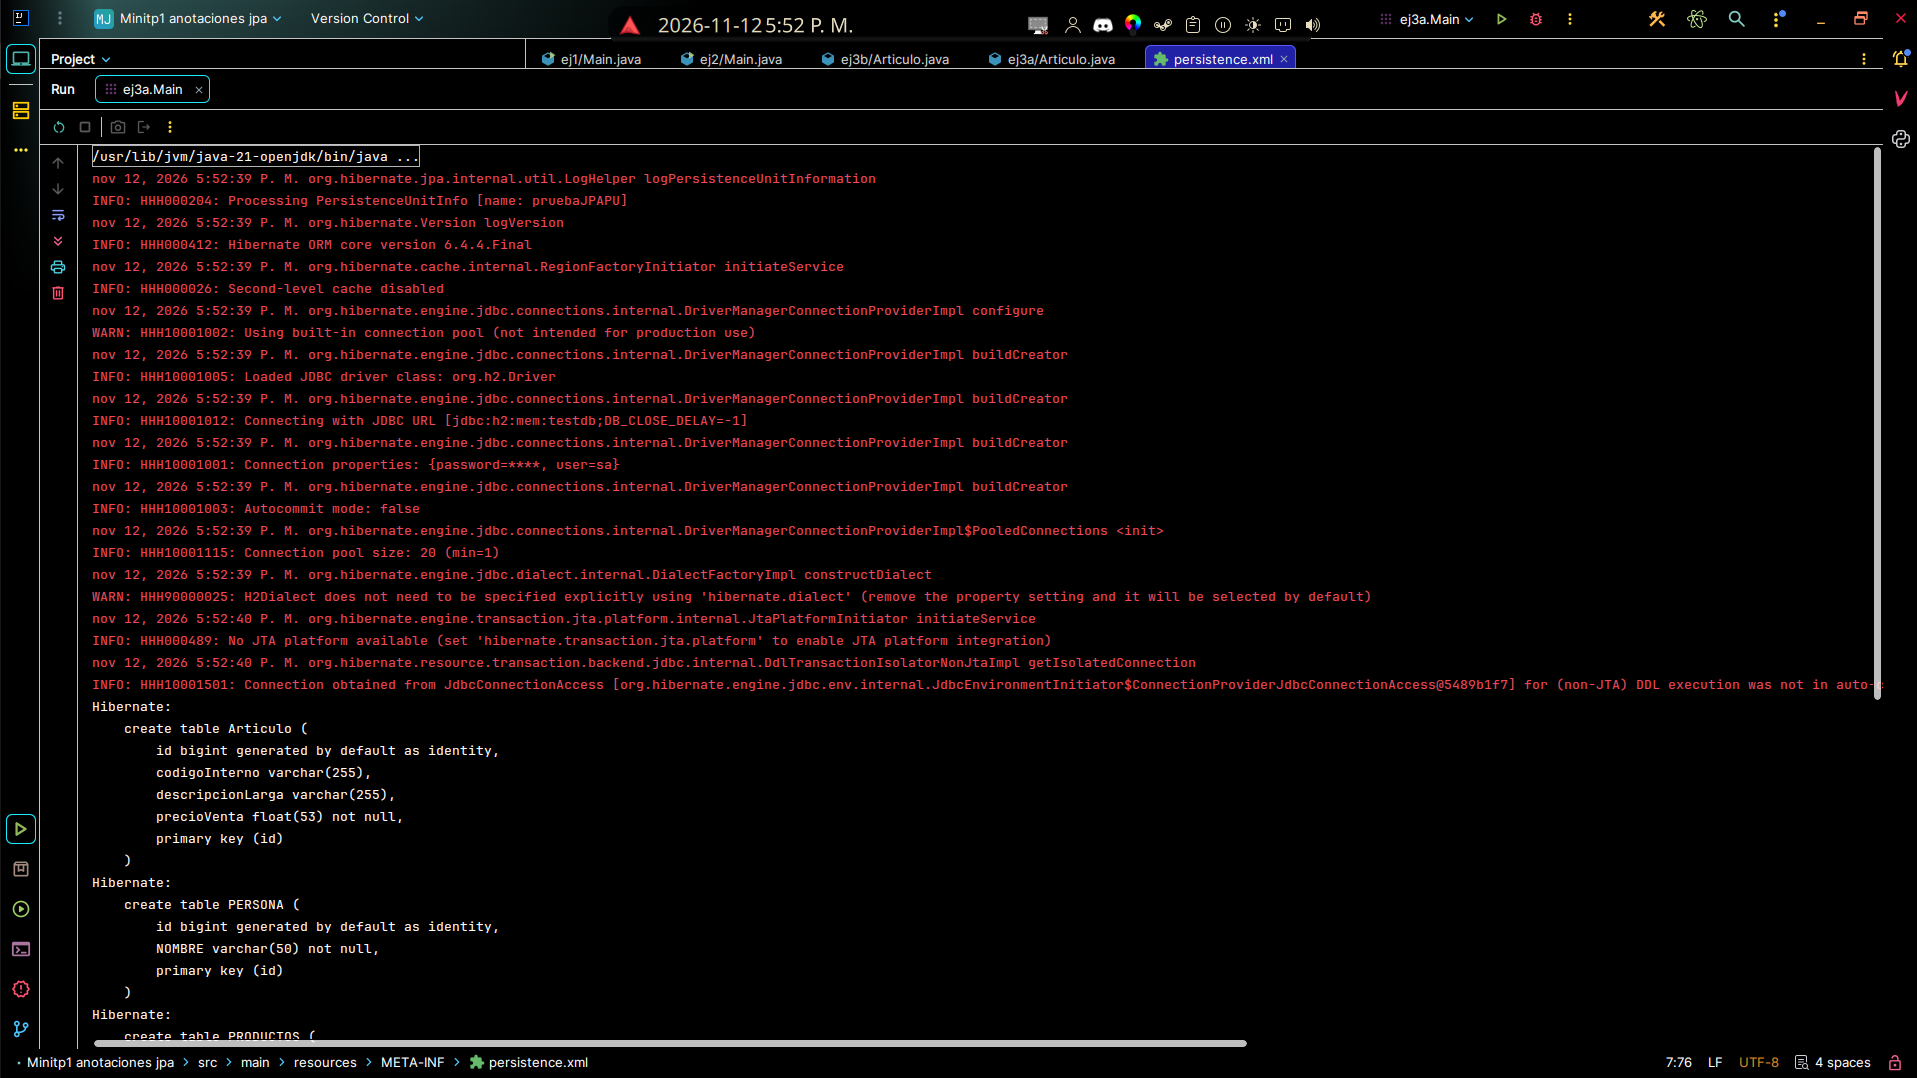 MJ Minitp1 anotaciones jpa Version Control 2026-11-12 5:52 P. M. ej3a.Main
Project ej1/Main.java ej2/Main.java ej3b/Articulo.java ej3a/Articulo.java persistence.xml
Run ej3a.Main
/usr/lib/jvm/java-21-openjdk/bin/java ...
nov 12, 2026 5:52:39 P. M. org.hibernate.jpa.internal.util.LogHelper logPersistenceUnitInformation
INFO: HHH000204: Processing PersistenceUnitInfo [name: pruebaJPAPU]
nov 12, 2026 5:52:39 P. M. org.hibernate.Version logVersion
INFO: HHH000412: Hibernate ORM core version 6.4.4.Final
nov 12, 2026 5:52:39 P. M. org.hibernate.cache.internal.RegionFactoryInitiator initiateService
INFO: HHH000026: Second-level cache disabled
nov 12, 2026 5:52:39 P. M. org.hibernate.engine.jdbc.connections.internal.DriverManagerConnectionProviderImpl configure
WARN: HHH10001002: Using built-in connection pool (not intended for production use)
nov 12, 2026 5:52:39 P. M. org.hibernate.engine.jdbc.connections.internal.DriverManagerConnectionProviderImpl buildCreator
INFO: HHH10001005: Loaded JDBC driver class: org.h2.Driver
nov 12, 2026 5:52:39 P. M. org.hibernate.engine.jdbc.connections.internal.DriverManagerConnectionProviderImpl buildCreator
INFO: HHH10001012: Connecting with JDBC URL [jdbc:h2:mem:testdb;DB_CLOSE_DELAY=-1]
nov 12, 2026 5:52:39 P. M. org.hibernate.engine.jdbc.connections.internal.DriverManagerConnectionProviderImpl buildCreator
INFO: HHH10001001: Connection properties: {password=****, user=sa}
nov 12, 2026 5:52:39 P. M. org.hibernate.engine.jdbc.connections.internal.DriverManagerConnectionProviderImpl buildCreator
INFO: HHH10001003: Autocommit mode: false
nov 12, 2026 5:52:39 P. M. org.hibernate.engine.jdbc.connections.internal.DriverManagerConnectionProviderImpl$PooledConnections <init>
INFO: HHH10001115: Connection pool size: 20 (min=1)
nov 12, 2026 5:52:39 P. M. org.hibernate.engine.jdbc.dialect.internal.DialectFactoryImpl constructDialect
WARN: HHH90000025: H2Dialect does not need to be specified explicitly using 'hibernate.dialect' (remove the property setting and it will be selected by default)
nov 12, 2026 5:52:40 P. M. org.hibernate.engine.transaction.jta.platform.internal.JtaPlatformInitiator initiateService
INFO: HHH000489: No JTA platform available (set 'hibernate.transaction.jta.platform' to enable JTA platform integration)
nov 12, 2026 5:52:40 P. M. org.hibernate.resource.transaction.backend.jdbc.internal.DdlTransactionIsolatorNonJtaImpl getIsolatedConnection
INFO: HHH10001501: Connection obtained from JdbcConnectionAccess [org.hibernate.engine.jdbc.env.internal.JdbcEnvironmentInitiator$ConnectionProviderJdbcConnectionAccess@5489b1f7] for (non-JTA) DDL execution was not in auto-
Hibernate:
create table Articulo (
id bigint generated by default as identity,
codigoInterno varchar(255),
descripcionLarga varchar(255),
precioVenta float(53) not null,
primary key (id)
)
Hibernate:
create table PERSONA (
id bigint generated by default as identity,
NOMBRE varchar(50) not null,
primary key (id)
)
Hibernate:
create table PRODUCTOS (
Minitp1 anotaciones jpa > src > main > resources > META-INF > persistence.xml 7:76 LF UTF-8 4 spaces